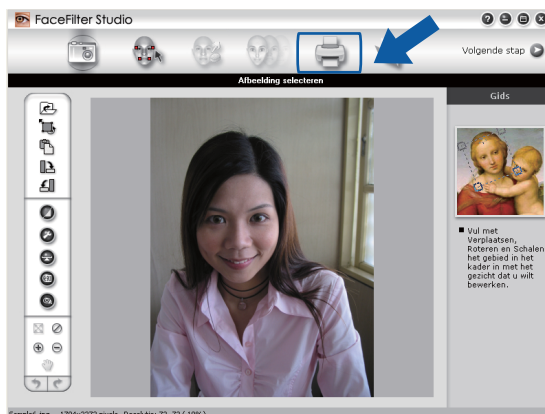 FaceFilter Studio
Volgende stap
Afbeelding selecteren
Gids
Vul met
Verplaatsen,
Roteren en Schalen
het gebied in het
kader in met het
gezicht dat u wilt
bewerken.